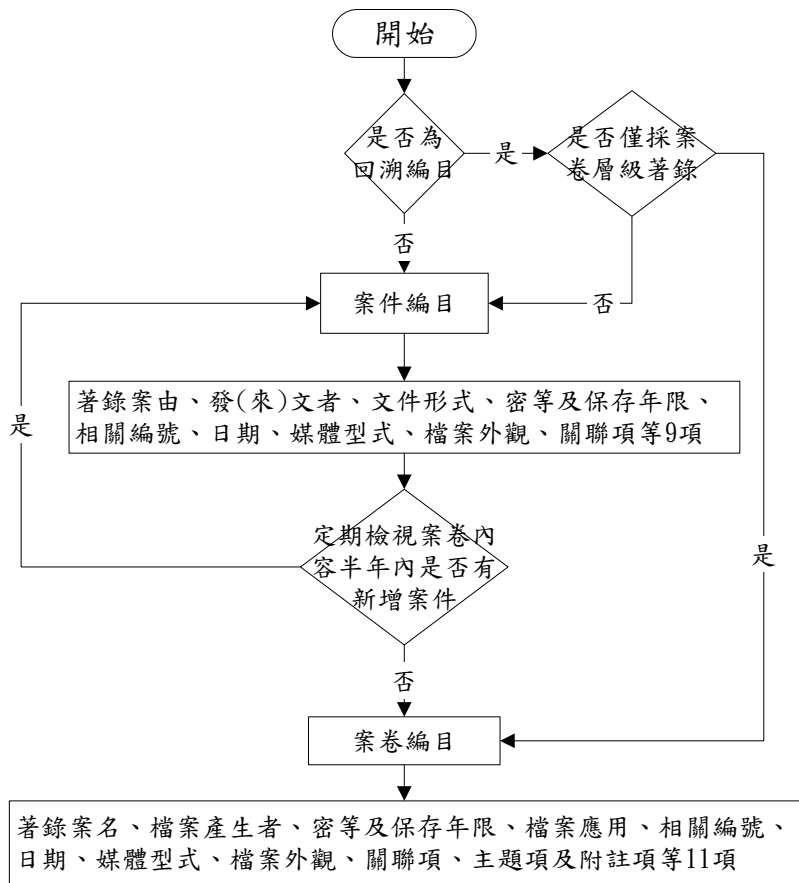 開始
是否為
回溯編目
是
是否僅採案
卷層級著錄
否
否
案件編目
著錄案由、發(來)文者、文件形式、密等及保存年限、
相關編號、日期、媒體型式、檔案外觀、關聯項等9項
是
定期檢視案卷內
容半年內是否有
新增案件
是
否
案卷編目
著錄案名、檔案產生者、密等及保存年限、檔案應用、相關編號、
日期、媒體型式、檔案外觀、關聯項、主題項及附註項等11項